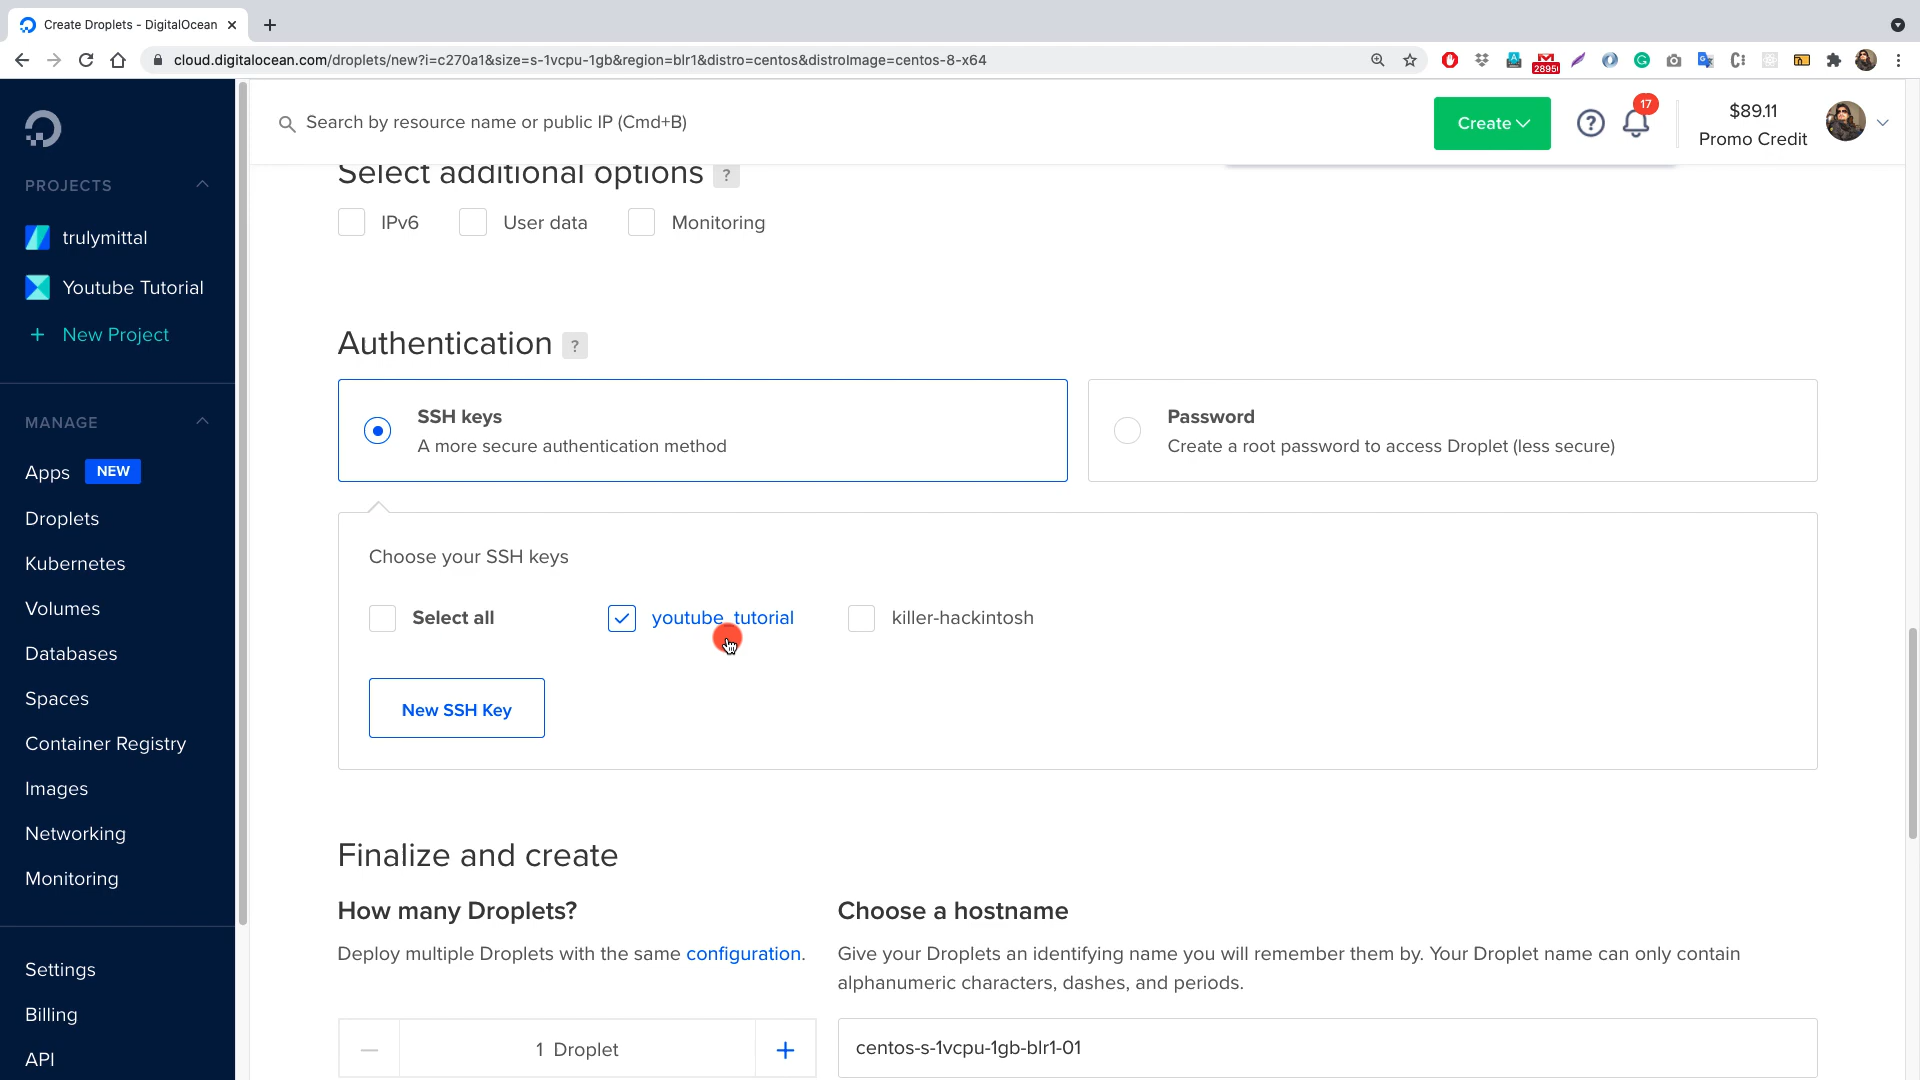 Create Droplets - DigitalOcean
cloud.digitalocean.com/droplets/new?i=c270a1&size=s-1vcpu-1gb&region=blr1&distro=centos&distroImage=centos-8-x64
2895
Search by resource name or public IP (Cmd+B)
Create
?
17
$89.11
Promo Credit
PROJECTS
trulymittal
Youtube Tutorial
+ New Project
MANAGE
Apps NEW
Droplets
Kubernetes
Volumes
Databases
Spaces
Container Registry
Images
Networking
Monitoring
Settings
Billing
API
Select additional options ?
IPv6 User data Monitoring
Authentication ?
SSH keys
A more secure authentication method
Password
Create a root password to access Droplet (less secure)
Choose your SSH keys
Select all youtube_tutorial killer-hackintosh
New SSH Key
Finalize and create
How many Droplets?
Deploy multiple Droplets with the same configuration.
1 Droplet
Choose a hostname
Give your Droplets an identifying name you will remember them by. Your Droplet name can only contain
alphanumeric characters, dashes, and periods.
centos-s-1vcpu-1gb-blr1-01